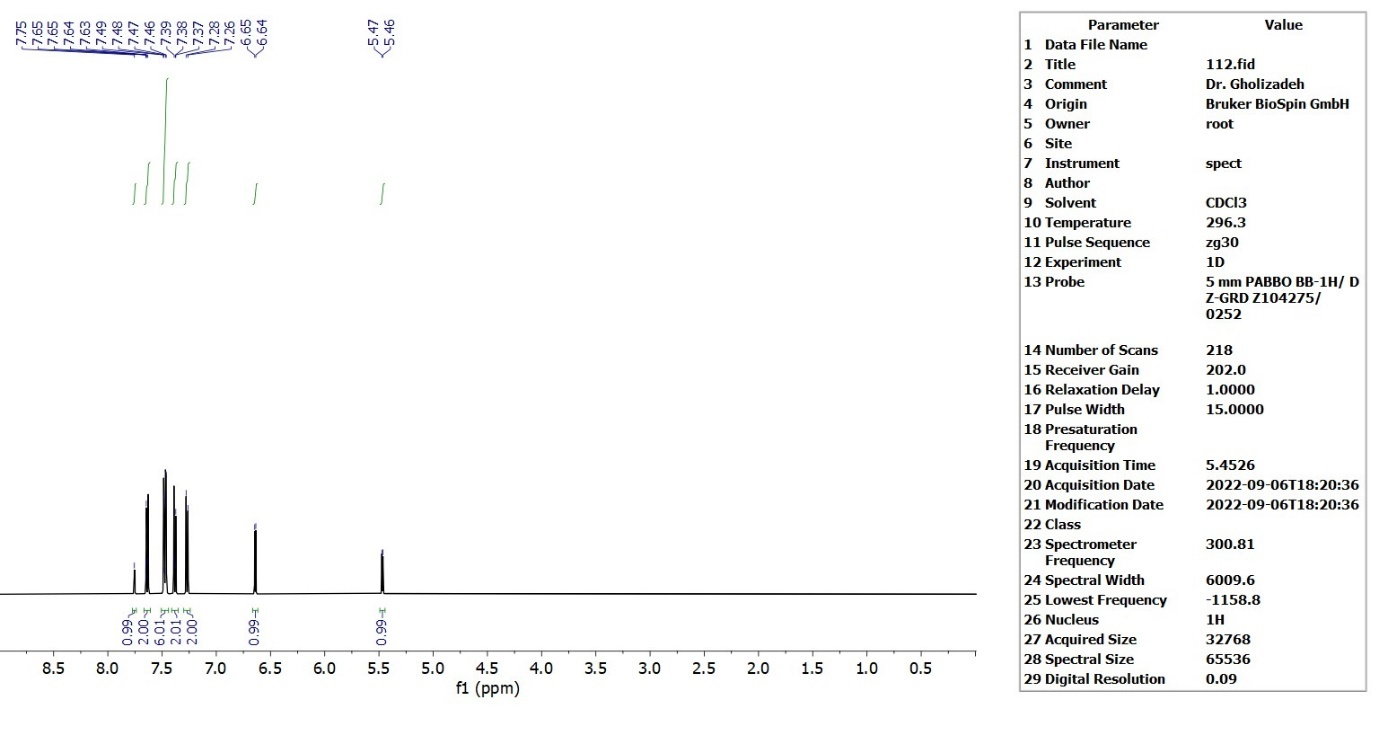 7.75
7.65
7.65
7.64
7.63
7.49
7.48
7.47
7.46
7.39
7.38
7.37
7.28
7.26
6.65
6.64
5.47
5.46
0.99
2.00
6.01
2.01
2.00
0.99
0.99
8.5 8.0 7.5 7.0 6.5 6.0 5.5 5.0 4.5 4.0 3.5 3.0 2.5 2.0 1.5 1.0 0.5
f1 (ppm)
Parameter Value
1 Data File Name
2 Title 112.fid
3 Comment Dr. Gholizadeh
4 Origin Bruker BioSpin GmbH
5 Owner root
6 Site
7 Instrument spect
8 Author
9 Solvent CDCl3
10 Temperature 296.3
11 Pulse Sequence zg30
12 Experiment 1D
13 Probe 5 mm PABBO BB-1H/ D
Z-GRD Z104275/
0252
14 Number of Scans 218
15 Receiver Gain 202.0
16 Relaxation Delay 1.0000
17 Pulse Width 15.0000
18 Presaturation
Frequency
19 Acquisition Time 5.4526
20 Acquisition Date 2022-09-06T18:20:36
21 Modification Date 2022-09-06T18:20:36
22 Class
23 Spectrometer 300.81
Frequency
24 Spectral Width 6009.6
25 Lowest Frequency -1158.8
26 Nucleus 1H
27 Acquired Size 32768
28 Spectral Size 65536
29 Digital Resolution 0.09